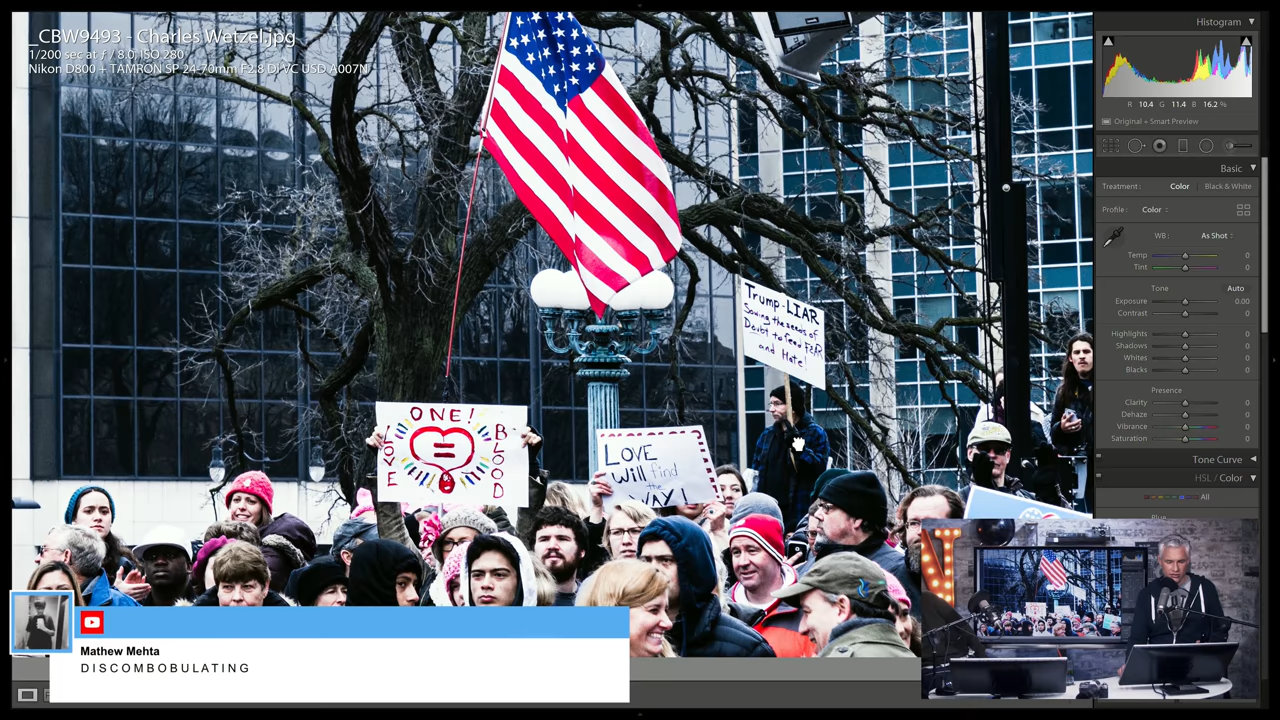 _CBW9493 - Charles Wetzel.jpg
1/200 sec at ƒ / 8.0, ISO 280
Nikon D800 + TAMRON SP 24-70mm F2.8 Di VC USD A007N
Histogram
R 10.4 G 11.4 B 16.2 %
Original + Smart Preview
Basic
Treatment: Color Black & White
Profile: Color
WB: As Shot
Temp 0
Tint 0
Tone Auto
Exposure 0.00
Contrast 0
Highlights 0
Shadows 0
Whites 0
Blacks 0
Presence
Clarity 0
Dehaze 0
Vibrance 0
Saturation 0
Tone Curve
HSL / Color
All
Blue
Trump-LIAR
Sowing the seeds of
Doubt to feed FEAR
and Hate!
ONE!
LOVE
BLOOD
=
LOVE
Will find
the
WAY!
N
Mathew Mehta
DISCOMBOBULATING